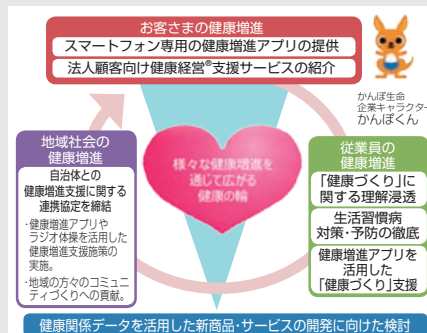 お客さまの健康増進
スマートフォン専用の健康増進アプリの提供
法人顧客向け健康経営®支援サービスの紹介
かんぽ生命
企業キャラクター
かんぽくん
地域社会の
健康増進
自治体との
健康増進支援に関する
連携協定を締結
・健康増進アプリや
ラジオ体操を活用した
健康増進支援施策の
実施。
・地域の方々のコミュニ
ティづくりへの貢献。
様々な健康増進を
通じて広がる
健康の輪
従業員の
健康増進
「健康づくり」に
関する理解浸透
生活習慣病
対策・予防の徹底
健康増進アプリを
活用した
「健康づくり」支援
健康関係データを活用した新商品・サービスの開発に向けた検討